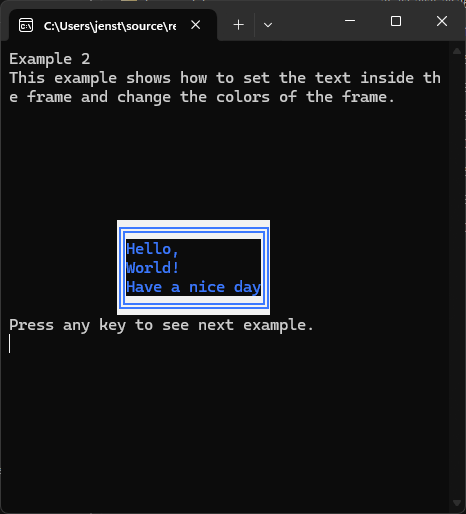 C:\Users\jenst\source\re
Example 2
This example shows how to set the text inside th
e frame and change the colors of the frame.
Hello,
World!
Have a nice day
Press any key to see next example.